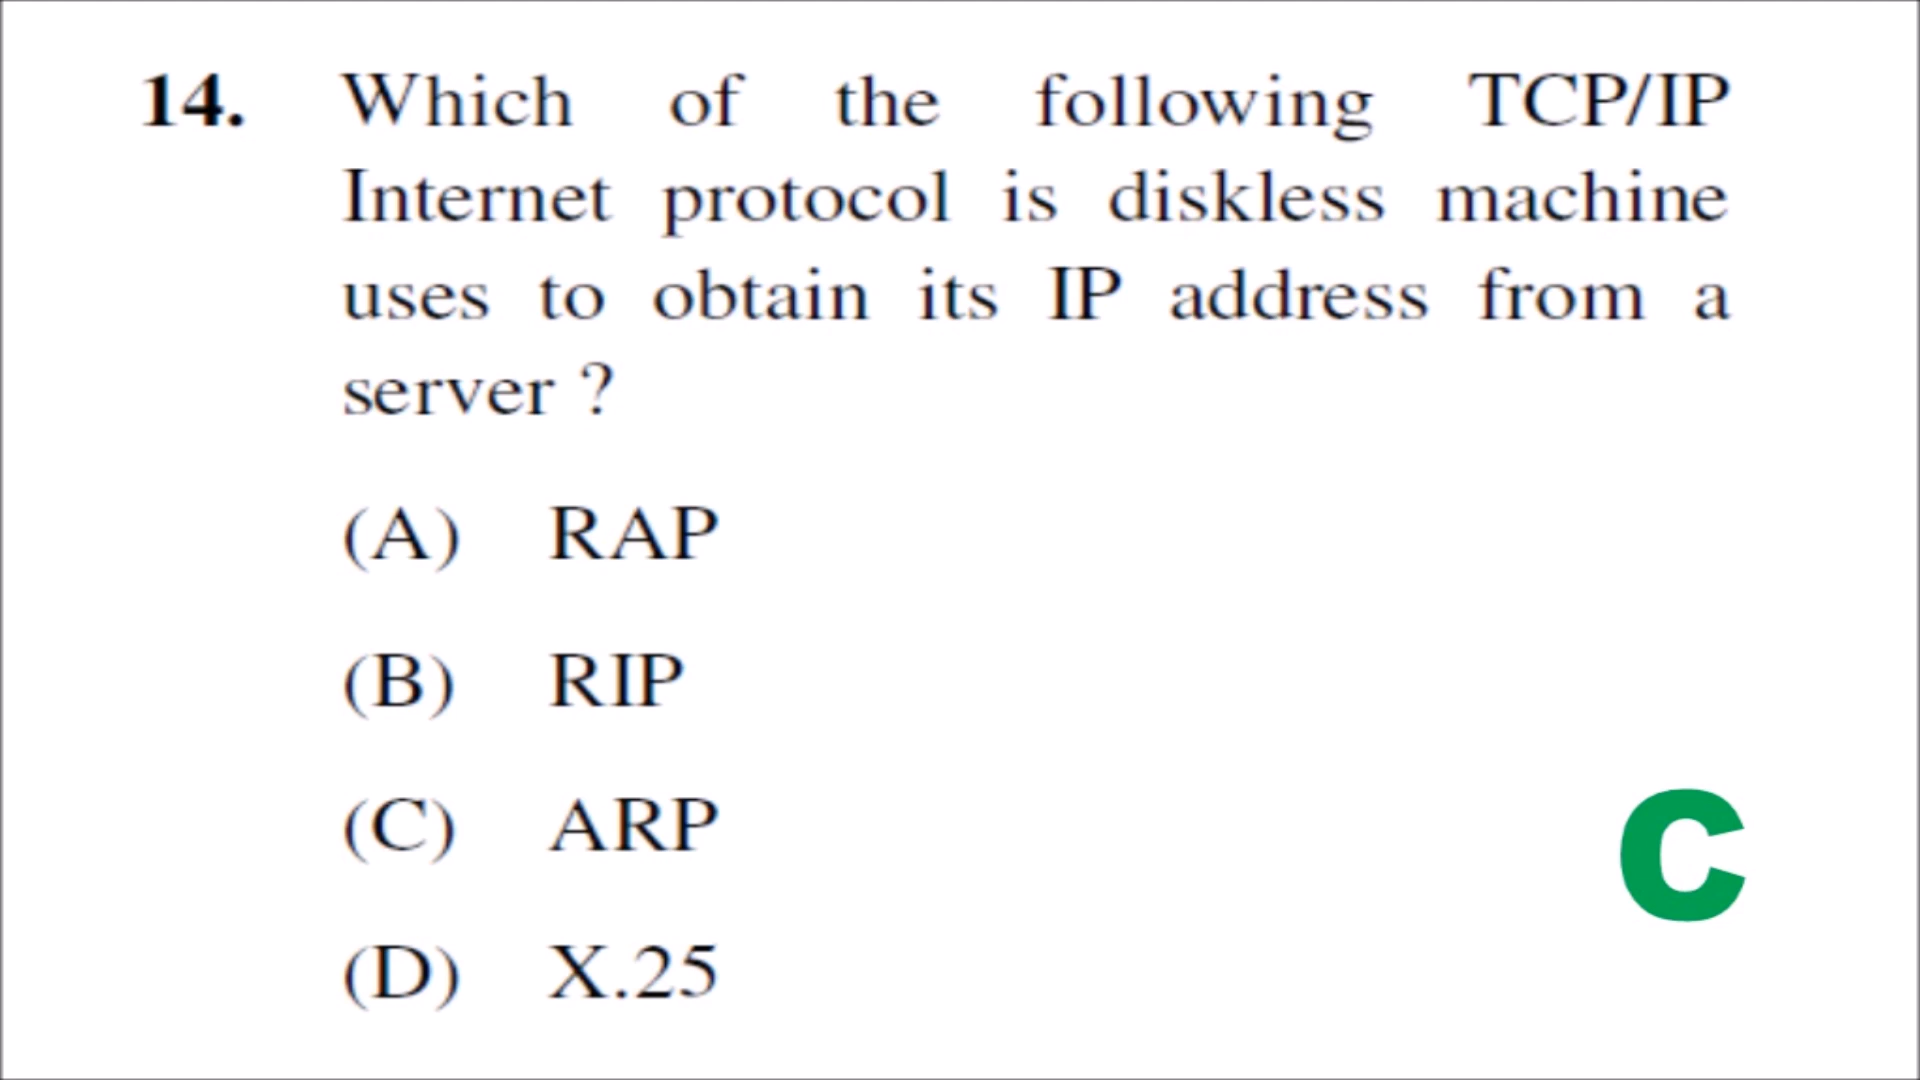 14. Which of the following TCP/IP
Internet protocol is diskless machine
uses to obtain its IP address from a
server ?
(A) RAP
(B) RIP
(C) ARP
(D) X.25
C